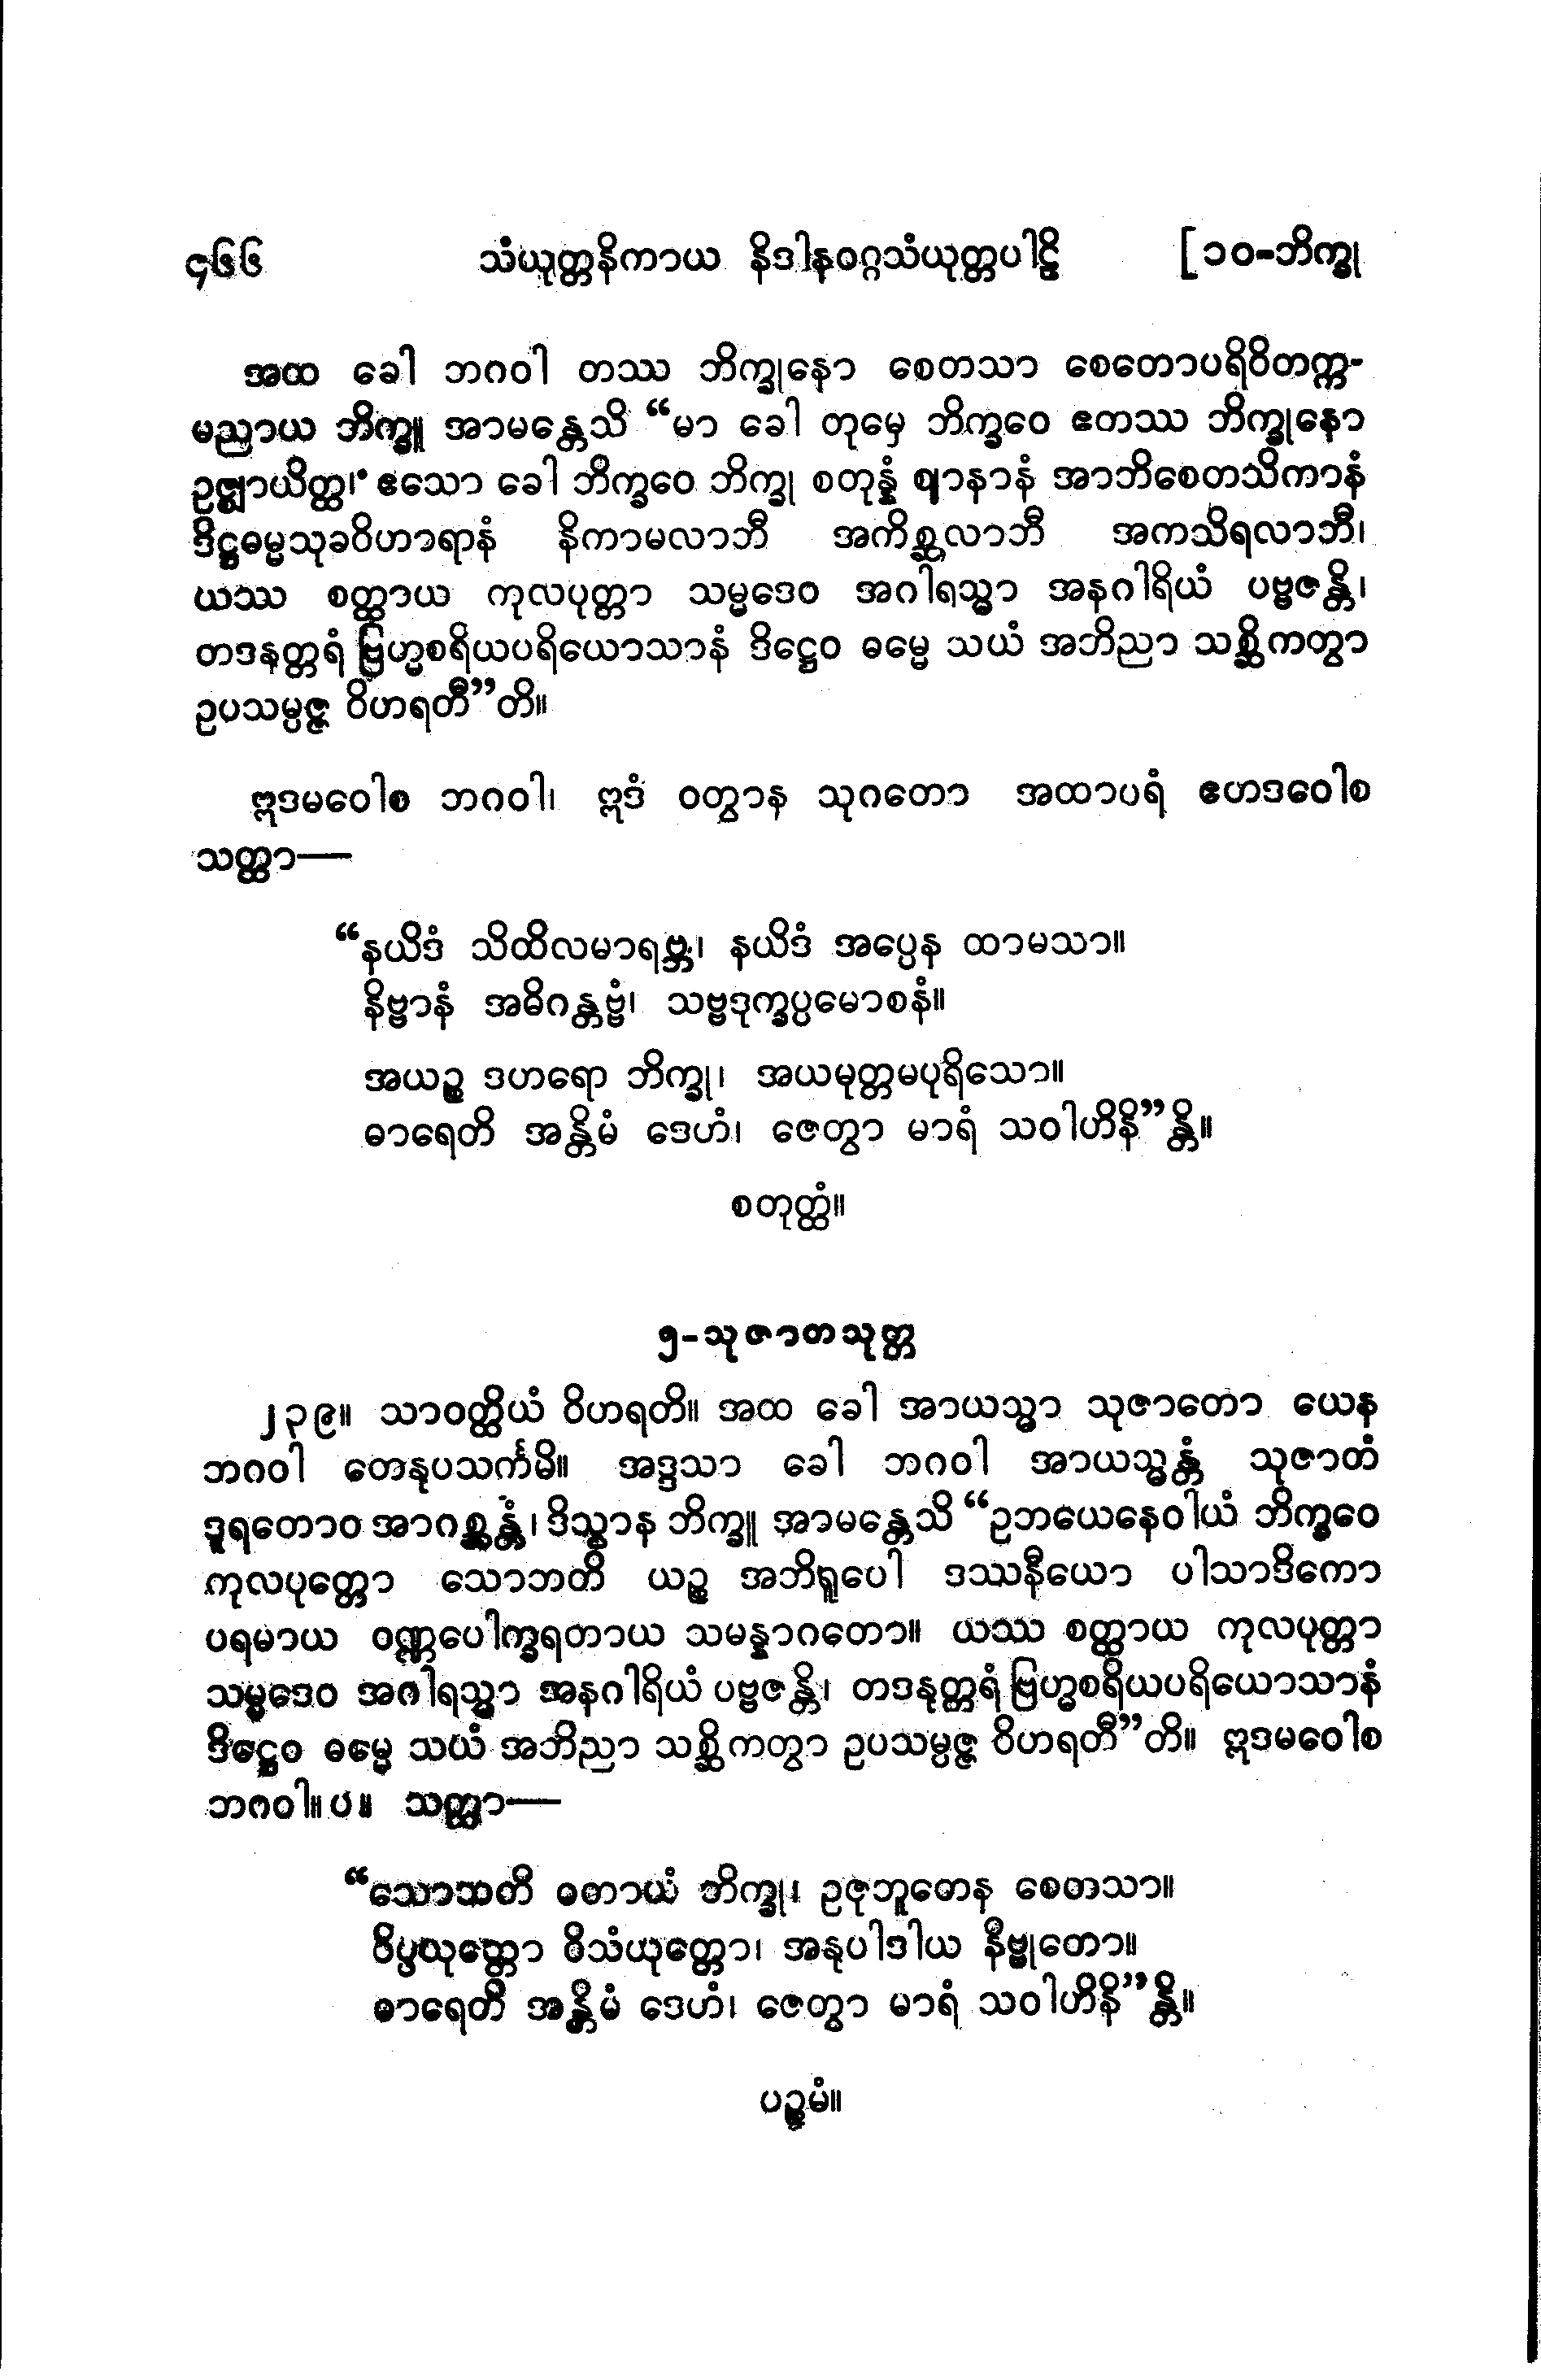 ၄၆၆ သံယုတ္တနိကာယ နိဒါနဝဂ္ဂသံယုတ္တပါဠိ [၁၀-ဘိက္ခု
အထ ခေါ ဘဂဝါ တဿ ဘိက္ခုနော စေတသာ စေတောပရိဝိတက္က-
မညာယ ဘိက္ခူ အာမန္တေသိ “မာ ခေါ တုမှေ ဘိက္ခဝေ ဧတဿ ဘိက္ခုနော
ဥဇ္ဈာယိတ္ထ၊ ဧသော ခေါ ဘိက္ခဝေ ဘိက္ခု စတုန္နံ ဈာနာနံ အာဘိစေတသိကာနံ
ဒိဋ္ဌဓမ္မသုခဝိဟာရာနံ နိကာမလာဘီ အကိစ္ဆလာဘီ အကသိရလာဘီ၊
ယဿ စတ္ထာယ ကုလပုတ္တာ သမ္မဒေဝ အဂါရသ္မာ အနဂါရိယံ ပဗ္ဗဇန္တိ၊
တဒနုတ္တရံ ဗြဟ္မစရိယပရိယောသာနံ ဒိဋ္ဌေဝ ဓမ္မေ သယံ အဘိညာ သစ္ဆိကတွာ
ဥပသမ္ပဇ္ဇ ဝိဟရတီ”တိ။
ဣဒမဝေါစ ဘဂဝါ၊ ဣဒံ ဝတွာန သုဂတော အထာပရံ ဧတဒဝေါစ
သတ္ထာ—
“နယိဒံ သိထိလမာရဗ္ဘ၊ နယိဒံ အပ္ပေန ထာမသာ။
နိဗ္ဗာနံ အဓိဂန္တဗ္ဗံ၊ သဗ္ဗဒုက္ခပ္ပမောစနံ။
အယဉ္စ ဒဟရော ဘိက္ခု၊ အယမုတ္တမပုရိသော။
ဓာရေတိ အန္တိမံ ဒေဟံ၊ ဇေတွာ မာရံ သဝါဟိနိ”န္တိ။
စတုတ္ထံ။
၅-သုဇာတသုတ္တ
၂၃၉။ သာဝတ္ထိယံ ဝိဟရတိ။ အထ ခေါ အာယသ္မာ သုဇာတော ယေန
ဘဂဝါ တေနုပသင်္ကမိ။ အဒ္ဒသာ ခေါ ဘဂဝါ အာယသ္မန္တံ သုဇာတံ
ဒူရတောဝ အာဂစ္ဆန္တံ၊ ဒိသွာန ဘိက္ခူ အာမန္တေသိ “ဥဘယေနေဝါယံ ဘိက္ခဝေ
ကုလပုတ္တော သောဘတိ ယဉ္စ အဘိရူပေါ ဒဿနီယော ပါသာဒိကော
ပရမာယ ဝဏ္ဏပေါက္ခရတာယ သမန္နာဂတော။ ယဿ စတ္ထာယ ကုလပုတ္တာ
သမ္မဒေဝ အဂါရသ္မာ အနဂါရိယံ ပဗ္ဗဇန္တိ၊ တဒနုတ္တရံ ဗြဟ္မစရိယပရိယောသာနံ
ဒိဋ္ဌေဝ ဓမ္မေ သယံ အဘိညာ သစ္ဆိကတွာ ဥပသမ္ပဇ္ဇ ဝိဟရတီ”တိ။ ဣဒမဝေါစ
ဘဂဝါ။ပ။ သတ္ထာ—
“သောဘတိ ဝတာယံ ဘိက္ခု၊ ဥဇုဘူတေန စေတသာ။
ဝိပ္ပယုတ္တော ဝိသံယုတ္တော၊ အနုပါဒါယ နိဗ္ဗုတော။
ဓာရေတိ အန္တိမံ ဒေဟံ၊ ဇေတွာ မာရံ သဝါဟိနိ”န္တိ။
ပဉ္စမံ။